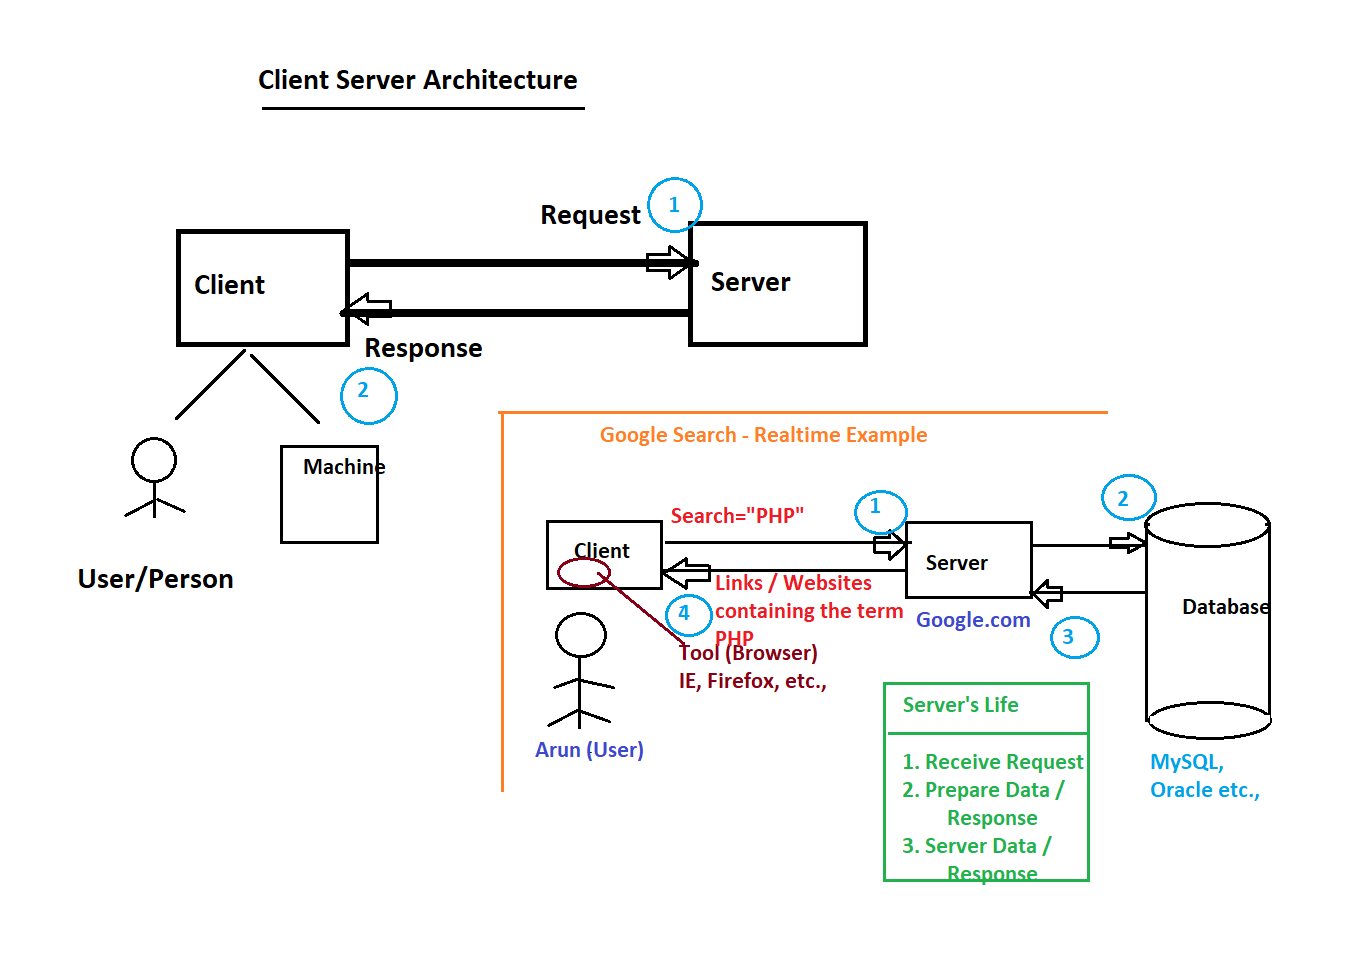 Client Server Architecture
Request
1
Client
Server
Response
2
Machine
User/Person
Google Search - Realtime Example
Search="PHP"
1
2
Client
Server
Links / Websites
containing the term
PHP
4
Google.com
3
Database
Tool (Browser)
IE, Firefox, etc.,
Arun (User)
Server's Life
1. Receive Request
2. Prepare Data /
Response
3. Server Data /
Response
MySQL,
Oracle etc.,